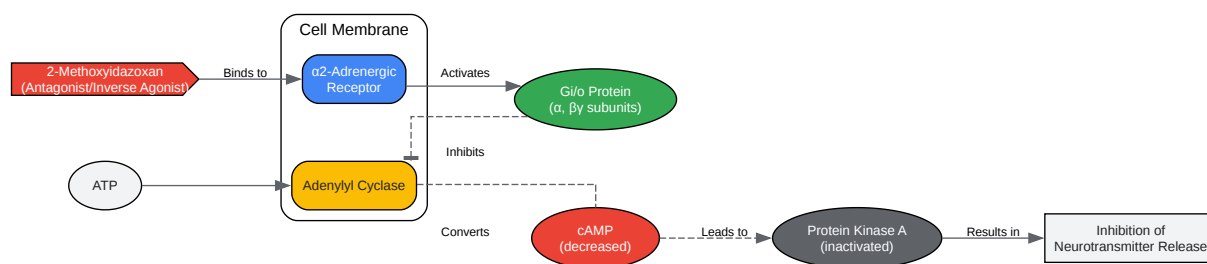 Cell Membrane
2-Methoxyidazoxan
(Antagonist/Inverse Agonist)
Binds to
α2-Adrenergic
Receptor
Activates
Gi/o Protein
(α, βγ subunits)
Inhibits
ATP
Adenylyl Cyclase
Converts
cAMP
(decreased)
Leads to
Protein Kinase A
(inactivated)
Results in
Inhibition of
Neurotransmitter Release